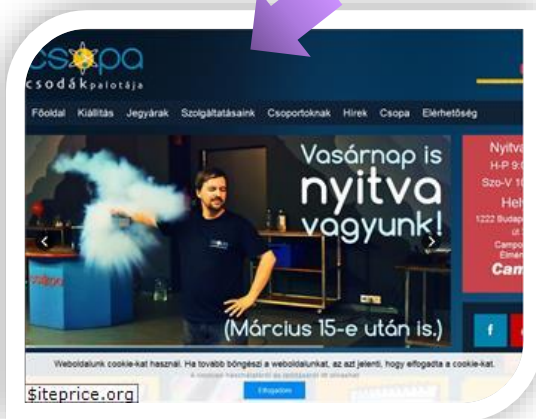 csopa
csodák palotája
Főoldal Kiállítás Jegyárak Szolgáltatásaink Csoportoknak Hírek Csopa Elérhetőség
Vasárnap is
nyitva
vagyunk!
(Március 15-e után is.)
Nyitva
H-P 9:0
Szo-V 10
Hel
1222 Budap
út
Campo
Élmén
Cam
f
Weboldalunk cookie-kat használ. Ha tovább böngészi a weboldalunkat, az azt jelenti, hogy elfogadta a cookie-kat.
Elfogadom
Siteprice.org